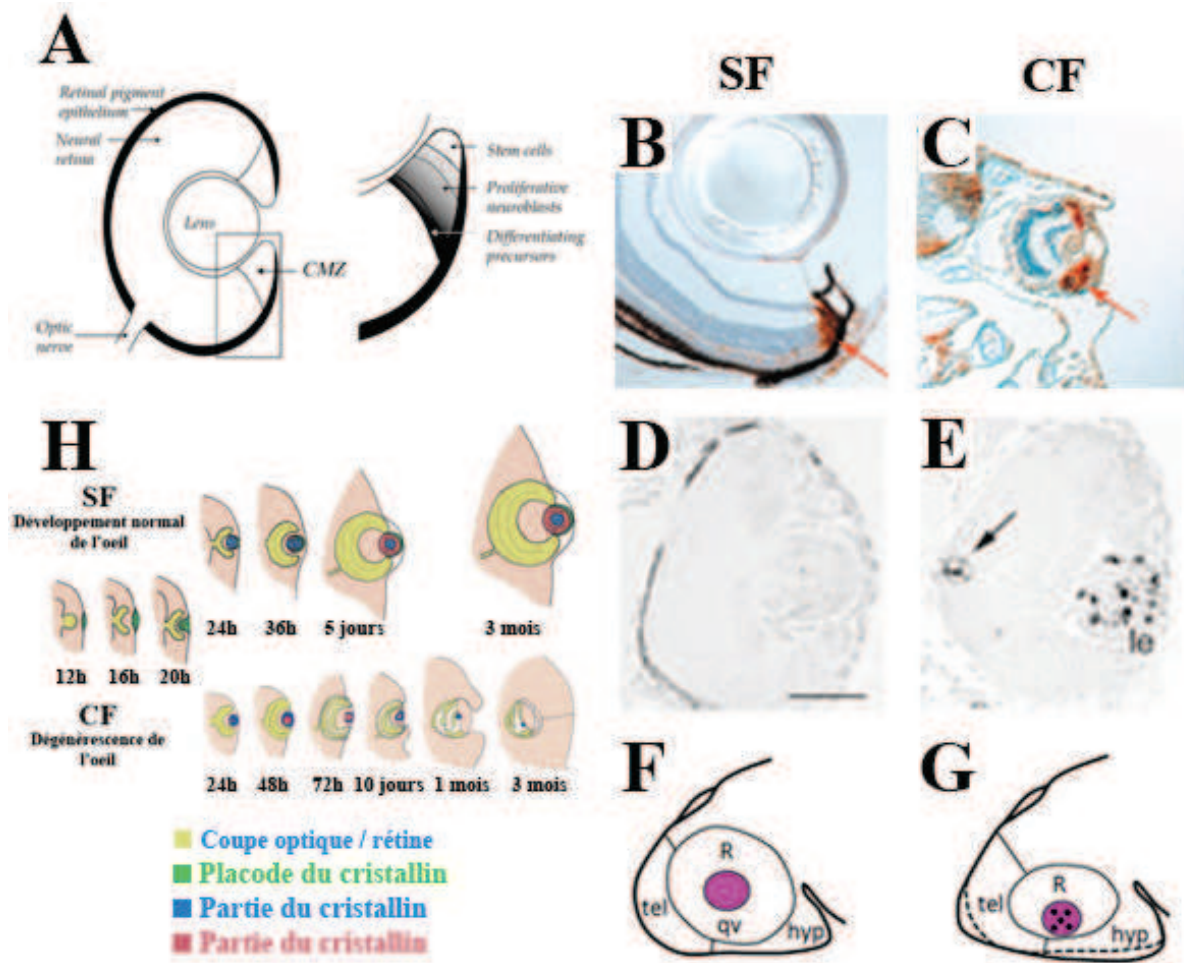 A
Retinal pigment
epithelium
Neural
retina
Lens
CMZ
Optic
nerve
Stem cells
Proliferative
neuroblasts
Differentiating
precursors
SF
CF
B
C
D
E
le
H
SF
Développement normal
de l'oeil
12h
16h
20h
24h
36h
5 jours
3 mois
CF
Dégénérescence de
l'oeil
24h
48h
72h
10 jours
1 mois
3 mois
Coupe optique / rétine
Placode du cristallin
Partie du cristallin
Partie du cristallin
F
R
tel
qv
hyp
G
R
tel
hyp